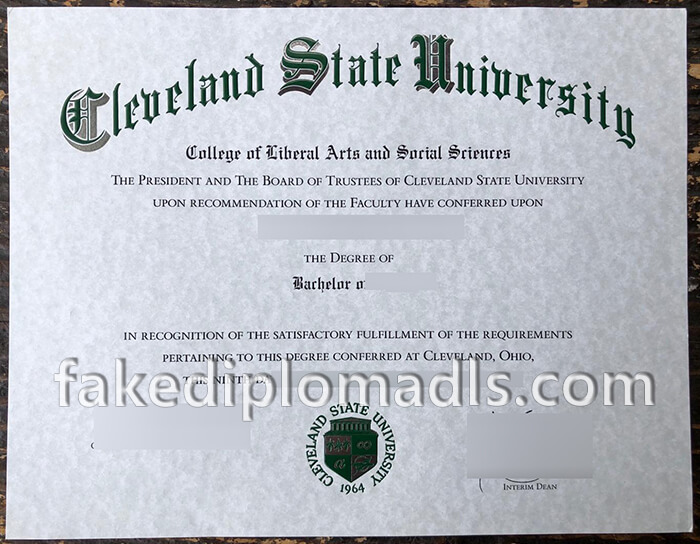 Cleveland State University
College of Liberal Arts and Social Sciences
THE PRESIDENT AND THE BOARD OF TRUSTEES OF CLEVELAND STATE UNIVERSITY
UPON RECOMMENDATION OF THE FACULTY HAVE CONFERRED UPON
THE DEGREE OF
Bachelor o
IN RECOGNITION OF THE SATISFACTORY FULFILLMENT OF THE REQUIREMENTS
PERTAINING TO THIS DEGREE CONFERRED AT CLEVELAND, OHIO,
THIS NINTH
fakediplomadls.com
CLEVELAND STATE UNIVERSITY
1964
INTERIM DEAN